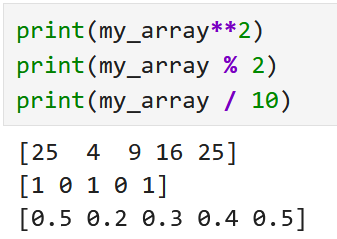 print(my_array**2)
print(my_array % 2)
print(my_array / 10)
[25  4  9 16 25]
[1 0 1 0 1]
[0.5 0.2 0.3 0.4 0.5]